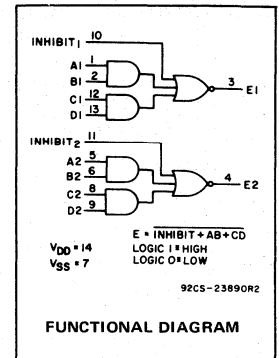 INHIBIT1 10
A1 1
B1 2
C1 12
D1 13
3 E1
INHIBIT2 11
A2 5
B2 6
C2 8
D2 9
4 E2
E = INHIBIT + AB + CD
VDD = 14
LOGIC 1 = HIGH
VSS = 7
LOGIC 0 = LOW
92CS-23890R2
FUNCTIONAL DIAGRAM